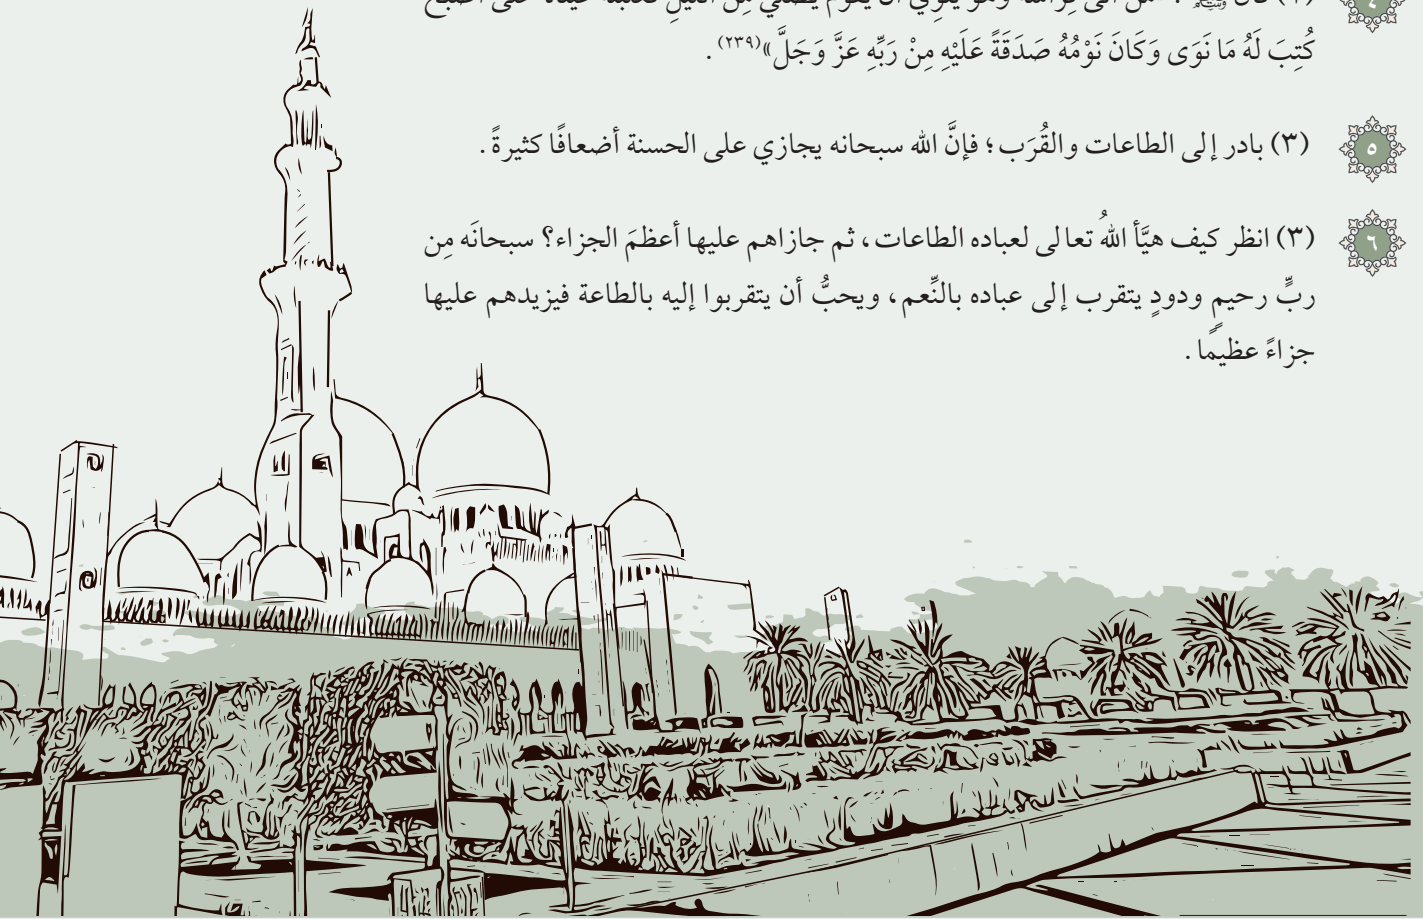 كُتِبَ لَهُ مَا نَوَى وَكَانَ نَوْمُهُ صَدَقَةً عَلَيْهِ مِنْ رَبِّهِ عَزَّ وَجَلَّ»(٢٣٩).
٥
(٣) بادر إلى الطاعات والقُرَب؛ فإنَّ الله سبحانه يجازي على الحسنة أضعافًا كثيرةً.
٦
(٣) انظر كيف هيَّأ اللهُ تعالى لعباده الطاعات، ثم جازاهم عليها أعظمَ الجزاء؟ سبحانَه مِن
ربٍّ رحيمٍ ودودٍ يتقرب إلى عباده بالنِّعم، ويحبُّ أن يتقربوا إليه بالطاعة فيزيدهم عليها
جزاءً عظيمًا.